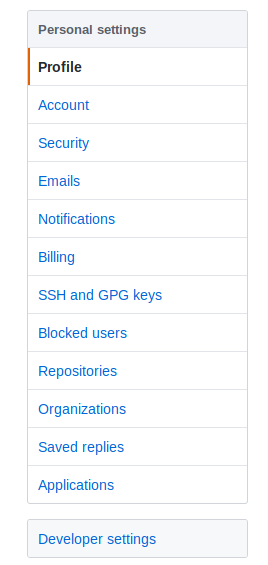 Personal settings
Profile
Account
Security
Emails
Notifications
Billing
SSH and GPG keys
Blocked users
Repositories
Organizations
Saved replies
Applications
Developer settings